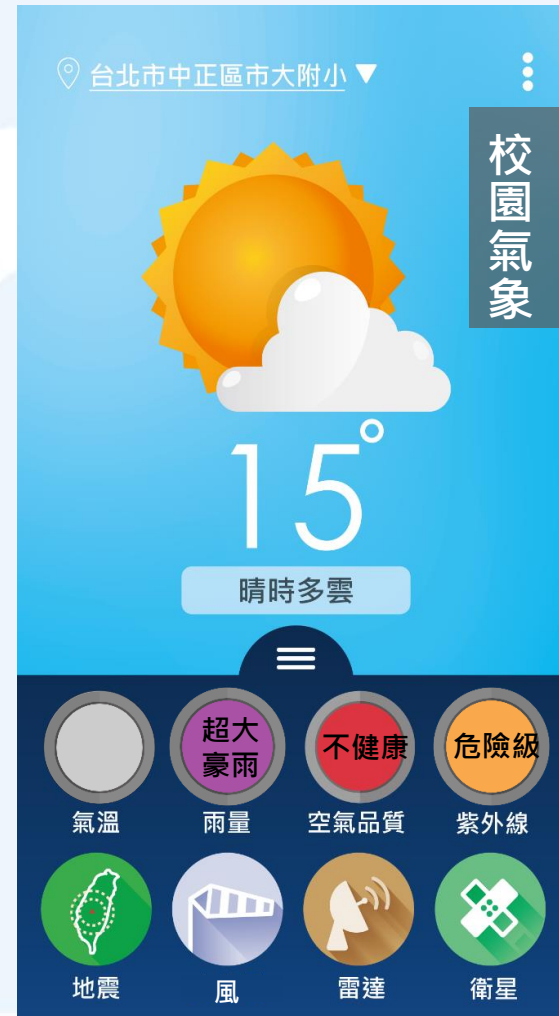 台北市中正區市大附小
校園氣象
15°
晴時多雲
超大
豪雨
不健康
危險級
氣溫
雨量
空氣品質
紫外線
地震
風
雷達
衛星